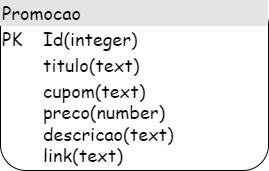 Promocao
PK Id(integer)
titulo(text)
cupom(text)
preco(number)
descricao(text)
link(text)